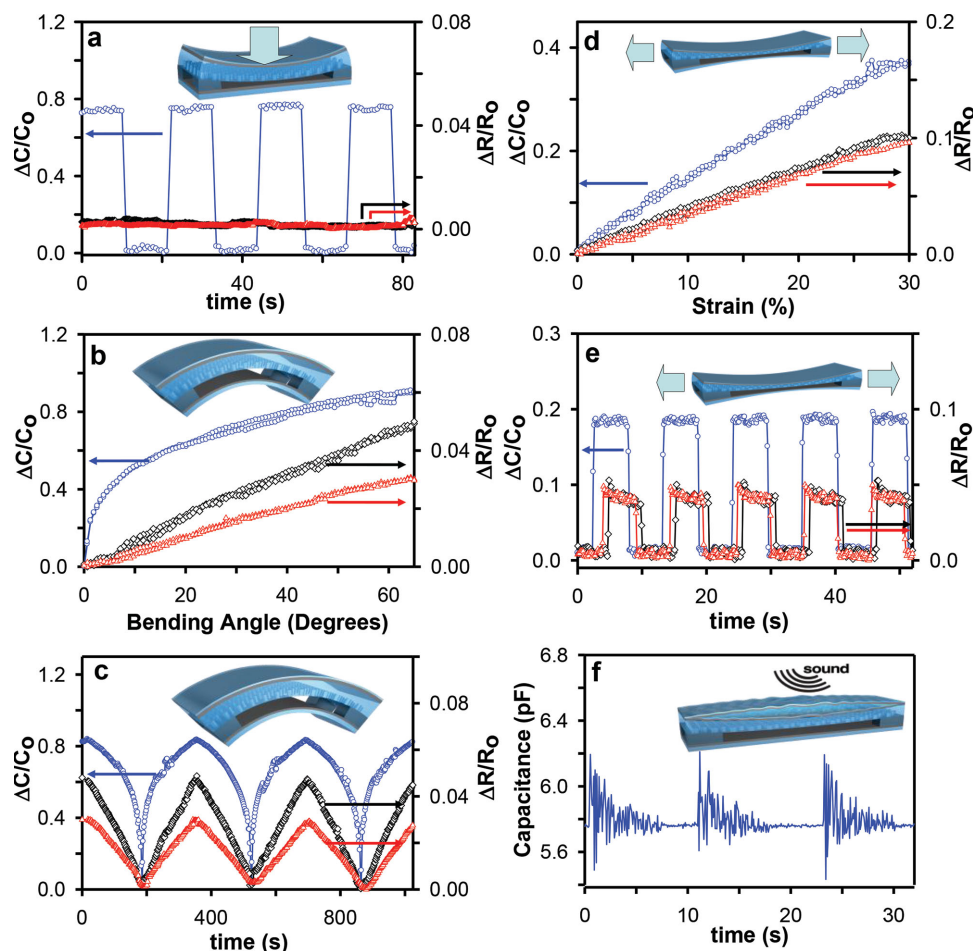 a
1.2
0.8
0.4
0.0
ΔC/Co
0.08
0.04
0.00
ΔR/Ro
0
40
80
time (s)
d
0.4
0.2
0.0
ΔC/Co
0.2
0.1
0.0
ΔR/Ro
0
10
20
30
Strain (%)
b
1.2
0.8
0.4
0.0
ΔC/Co
0.08
0.04
0.00
ΔR/Ro
0
20
40
60
Bending Angle (Degrees)
e
0.3
0.2
0.1
0.0
ΔC/Co
0.1
0.0
ΔR/Ro
0
20
40
time (s)
c
1.2
0.8
0.4
0.0
ΔC/Co
0.08
0.04
0.00
ΔR/Ro
0
400
800
time (s)
f
sound
6.8
6.4
6.0
5.6
Capacitance (pF)
0
10
20
30
time (s)